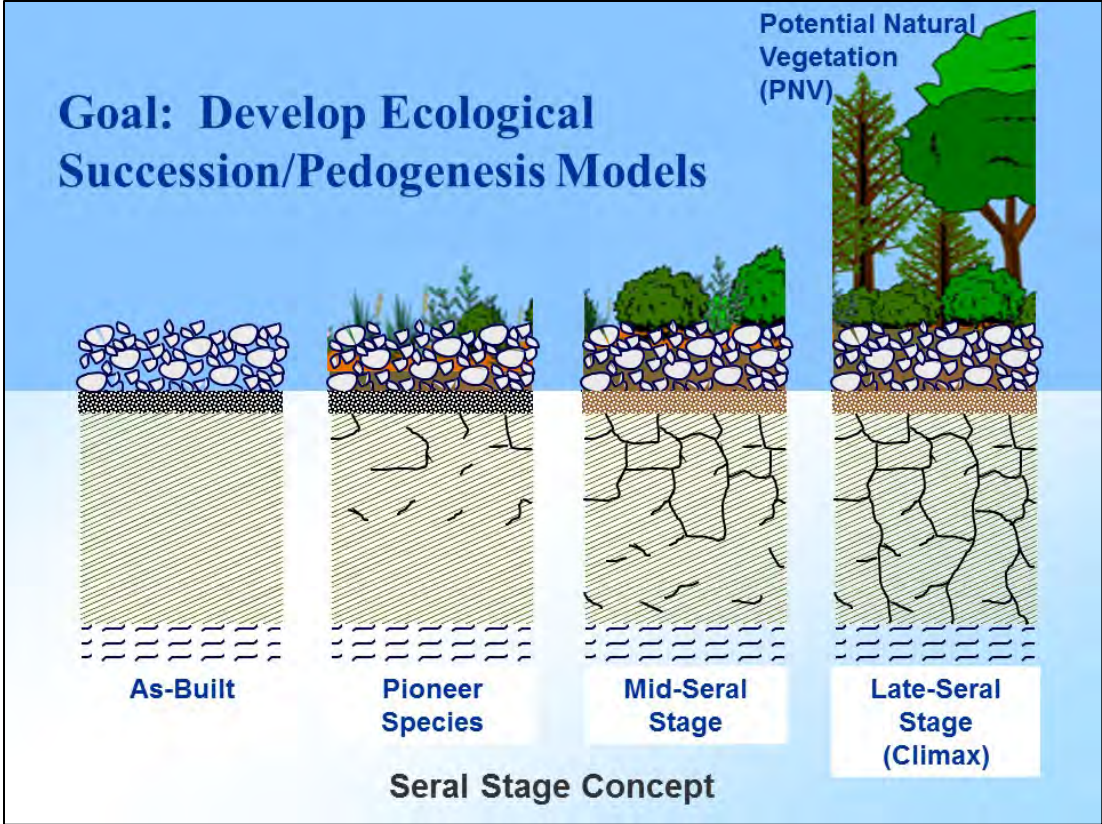 Potential Natural
Vegetation
(PNV)
Goal: Develop Ecological
Succession/Pedogenesis Models
As-Built
Pioneer
Species
Mid-Seral
Stage
Late-Seral
Stage
(Climax)
Seral Stage Concept